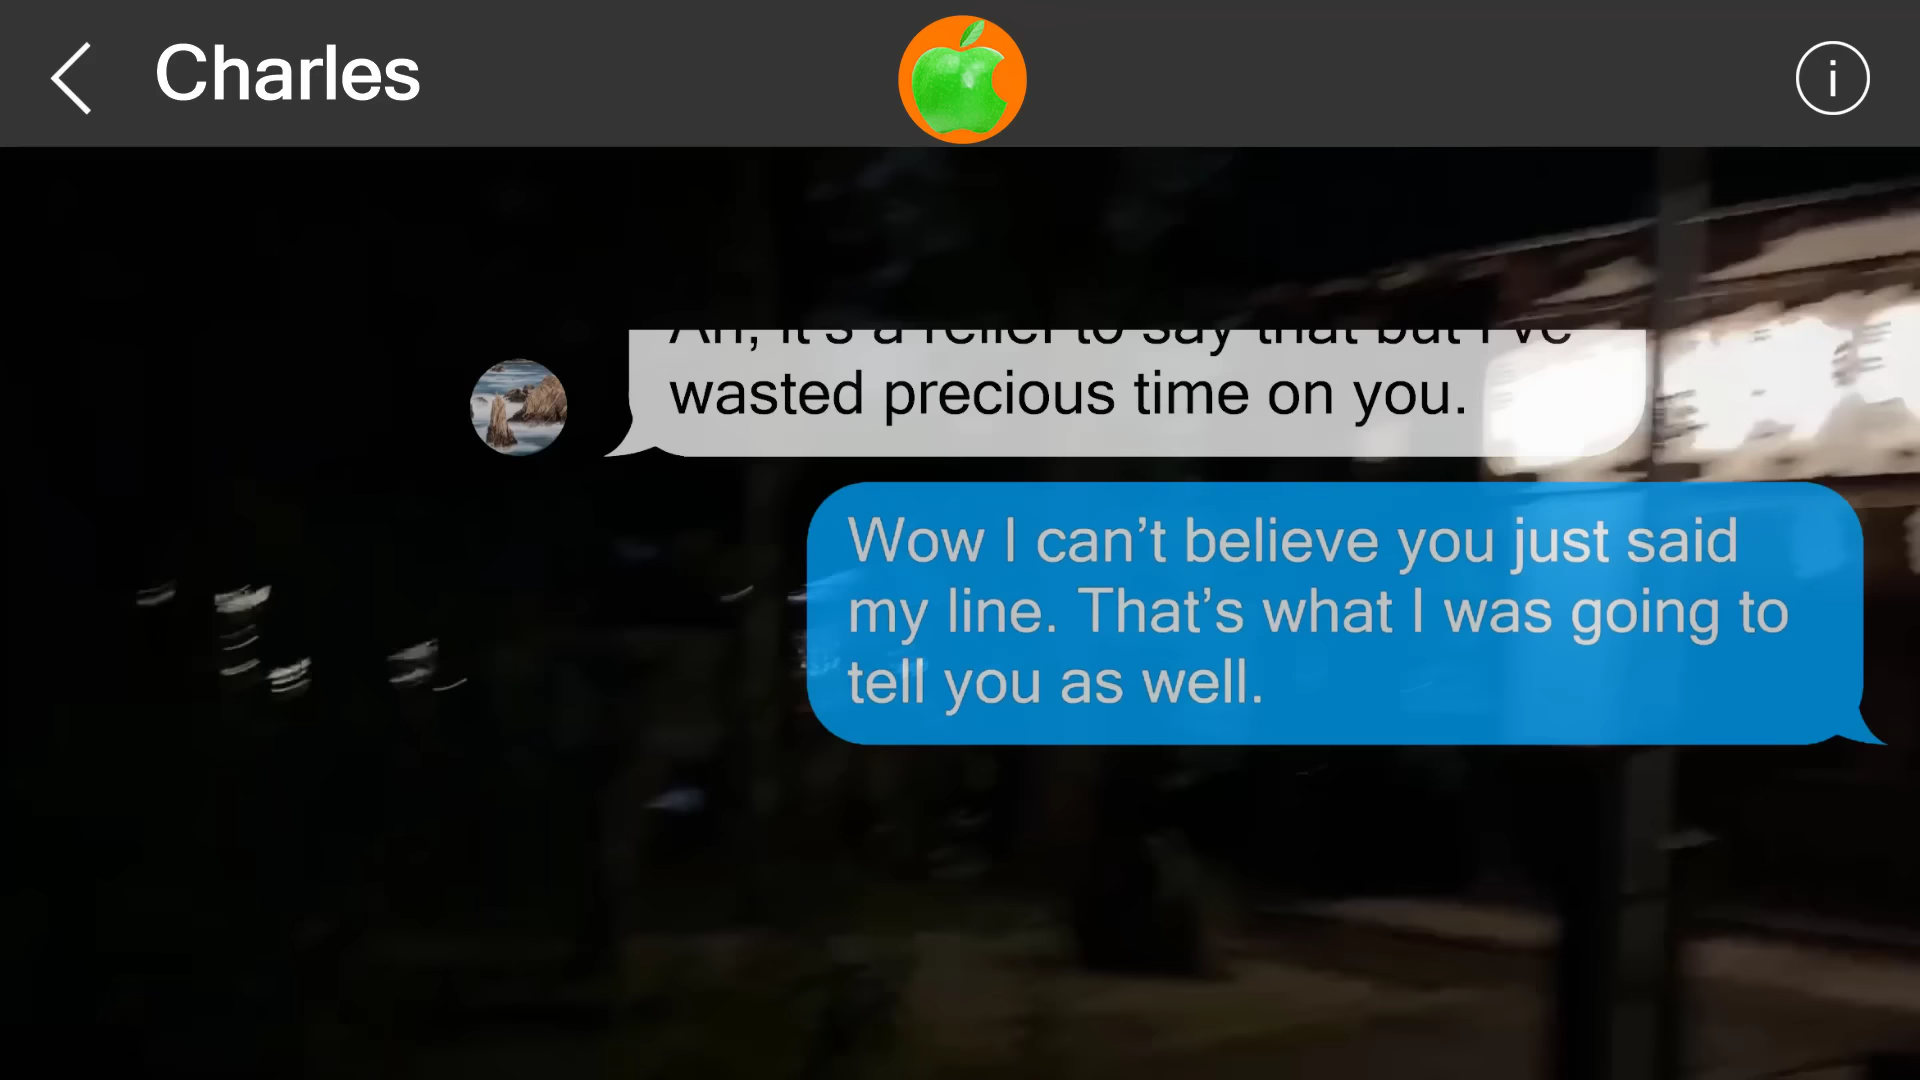 Charles
i
Ah, it's a relief to say that but I've
wasted precious time on you.
Wow I can’t believe you just said
my line. That’s what I was going to
tell you as well.